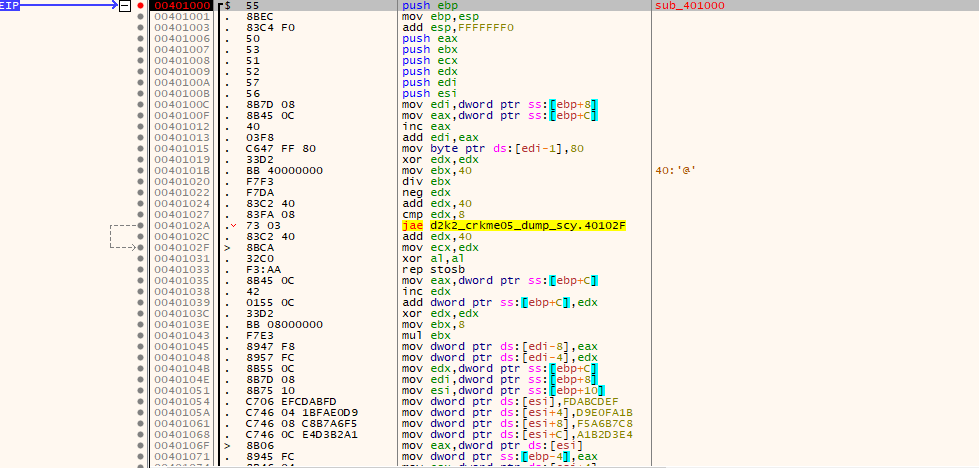 EIP 00401000 $ 55 push ebp sub_401000
00401001 . 8BEC mov ebp,esp
00401003 . 83C4 F0 add esp,FFFFFFF0
00401006 . 50 push eax
00401007 . 53 push ebx
00401008 . 51 push ecx
00401009 . 52 push edx
0040100A . 57 push edi
0040100B . 56 push esi
0040100C . 8B7D 08 mov edi,dword ptr ss:[ebp+8]
0040100F . 8B45 0C mov eax,dword ptr ss:[ebp+C]
00401012 . 40 inc eax
00401013 . 03F8 add edi,eax
00401015 . C647 FF 80 mov byte ptr ds:[edi-1],80
00401019 . 33D2 xor edx,edx
0040101B . BB 40000000 mov ebx,40 40:'@'
00401020 . F7F3 div ebx
00401022 . F7DA neg edx
00401024 . 83C2 40 add edx,40
00401027 . 83FA 08 cmp edx,8
0040102A . 73 03 jae d2k2_crkme05_dump_scy.40102F
0040102C . 83C2 40 add edx,40
0040102F > 8BCA mov ecx,edx
00401031 . 32C0 xor al,al
00401033 . F3:AA rep stosb
00401035 . 8B45 0C mov eax,dword ptr ss:[ebp+C]
00401038 . 42 inc edx
00401039 . 0155 0C add dword ptr ss:[ebp+C],edx
0040103C . 33D2 xor edx,edx
0040103E . BB 08000000 mov ebx,8
00401043 . F7E3 mul ebx
00401045 . 8947 F8 mov dword ptr ds:[edi-8],eax
00401048 . 8957 FC mov dword ptr ds:[edi-4],edx
0040104B . 8B55 0C mov edx,dword ptr ss:[ebp+C]
0040104E . 8B7D 08 mov edi,dword ptr ss:[ebp+8]
00401051 . 8B75 10 mov esi,dword ptr ss:[ebp+10]
00401054 . C706 EFCDABFD mov dword ptr ds:[esi],FDABCDEF
0040105A . C746 04 1BFAE0D9 mov dword ptr ds:[esi+4],D9E0FA1B
00401061 . C746 08 C8B7A6F5 mov dword ptr ds:[esi+8],F5A6B7C8
00401068 . C746 0C E4D3B2A1 mov dword ptr ds:[esi+C],A1B2D3E4
0040106F > 8B06 mov eax,dword ptr ds:[esi]
00401071 . 8945 FC mov dword ptr ss:[ebp-4],eax